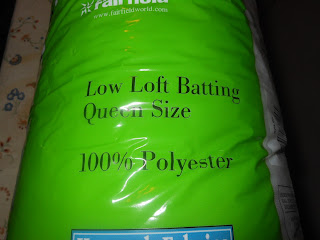 Fairfield
www.fairfieldworld.com
Low Loft Batting
Queen Size
100% Polyester